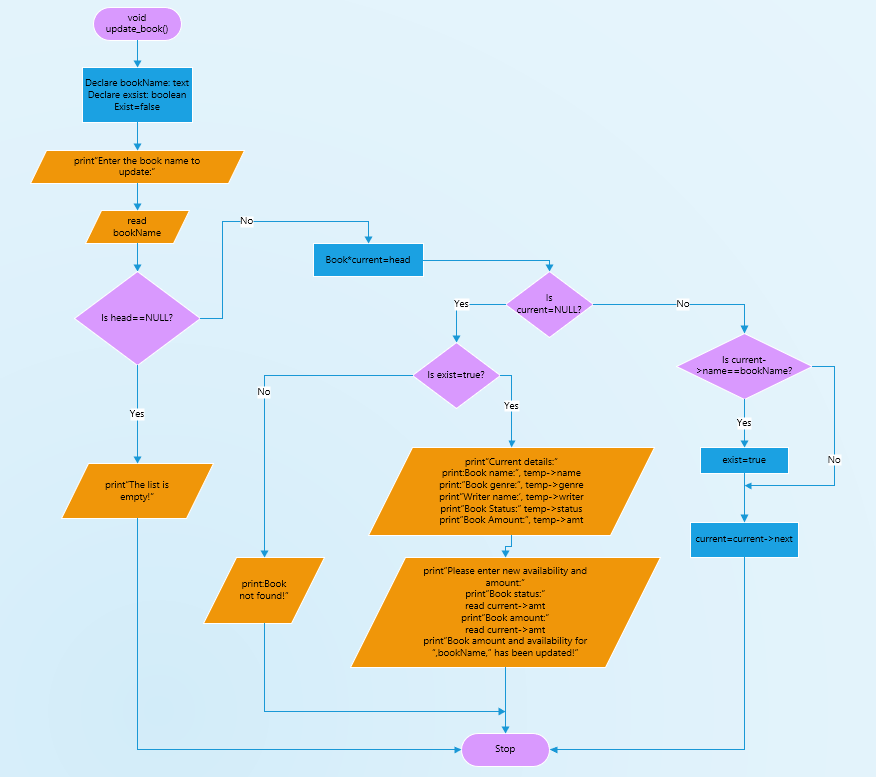 void
update_book()
Declare bookName: text
Declare exsist: boolean
Exist=false
print"Enter the book name to
update:"
read
bookName
Is head==NULL?
Yes
print"The list is
empty!"
No
Book*current=head
Is
current=NULL?
Yes
No
Is exist=true?
No
Yes
print"Current details:"
print:Book name:", temp->name
print:"Book genre:", temp->genre
print"Writer name:', temp->writer
print"Book Status:" temp->status
print"Book Amount:", temp->amt
print"Please enter new availability and
amount:"
print"Book status:"
read current->amt
print"Book amount:"
read current->amt
print"Book amount and availability for
",bookName," has been updated!"
print:Book
not found!"
Is current-
>name==bookName?
Yes
No
exist=true
current=current->next
Stop